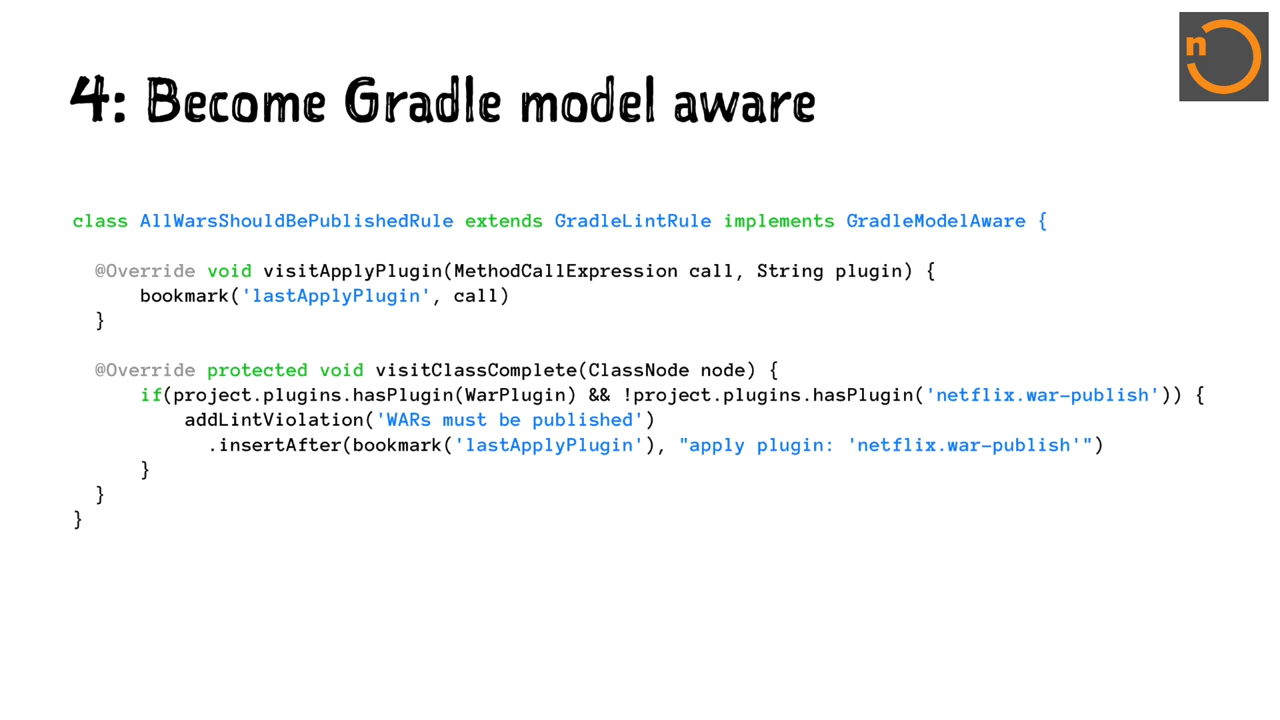 n
4: Become Gradle model aware
class AllWarsShouldBePublishedRule extends GradleLintRule implements GradleModelAware {
@Override void visitApplyPlugin(MethodCallExpression call, String plugin) {
bookmark('lastApplyPlugin', call)
}
@Override protected void visitClassComplete(ClassNode node) {
if(project.plugins.hasPlugin(WarPlugin) && !project.plugins.hasPlugin('netflix.war-publish')) {
addLintViolation('WARs must be published')
.insertAfter(bookmark('lastApplyPlugin'), "apply plugin: 'netflix.war-publish'")
}
}
}